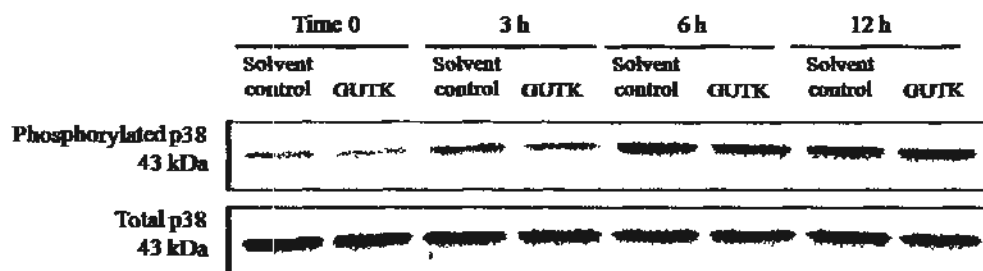 Time 0 3 h 6 h 12 h
Solvent control GUTK Solvent control GUTK Solvent control GUTK Solvent control GUTK
Phosphorylated p38
43 kDa
Total p38
43 kDa